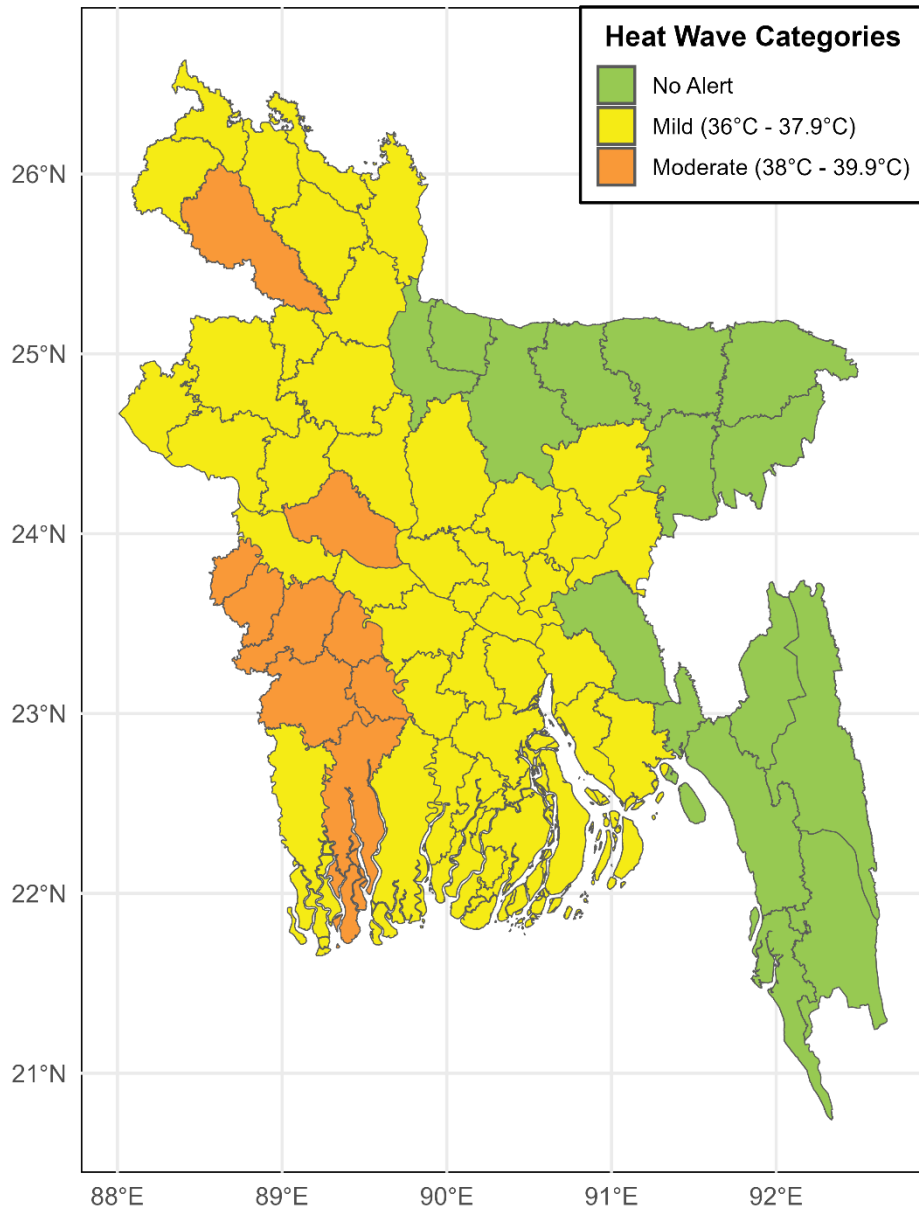 Heat Wave Categories
No Alert
Mild (36°C - 37.9°C)
Moderate (38°C - 39.9°C)
26°N
25°N
24°N
23°N
22°N
21°N
88°E 89°E 90°E 91°E 92°E